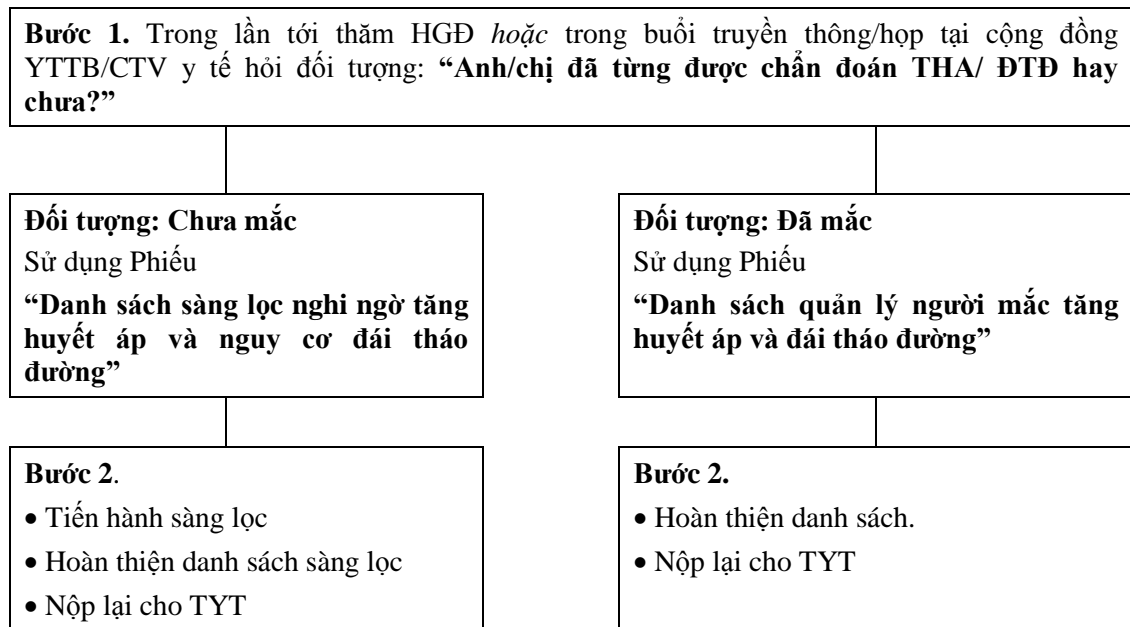 Bước 1. Trong lần tới thăm HGĐ hoặc trong buổi truyền thông/họp tại cộng đồng
YTTB/CTV y tế hỏi đối tượng: “Anh/chị đã từng được chẩn đoán THA/ ĐTĐ hay
chưa?”
Đối tượng: Chưa mắc
Sử dụng Phiếu
“Danh sách sàng lọc nghi ngờ tăng
huyết áp và nguy cơ đái tháo
đường”
Đối tượng: Đã mắc
Sử dụng Phiếu
“Danh sách quản lý người mắc tăng
huyết áp và đái tháo đường”
Bước 2.
• Tiến hành sàng lọc
• Hoàn thiện danh sách sàng lọc
• Nộp lại cho TYT
Bước 2.
• Hoàn thiện danh sách.
• Nộp lại cho TYT